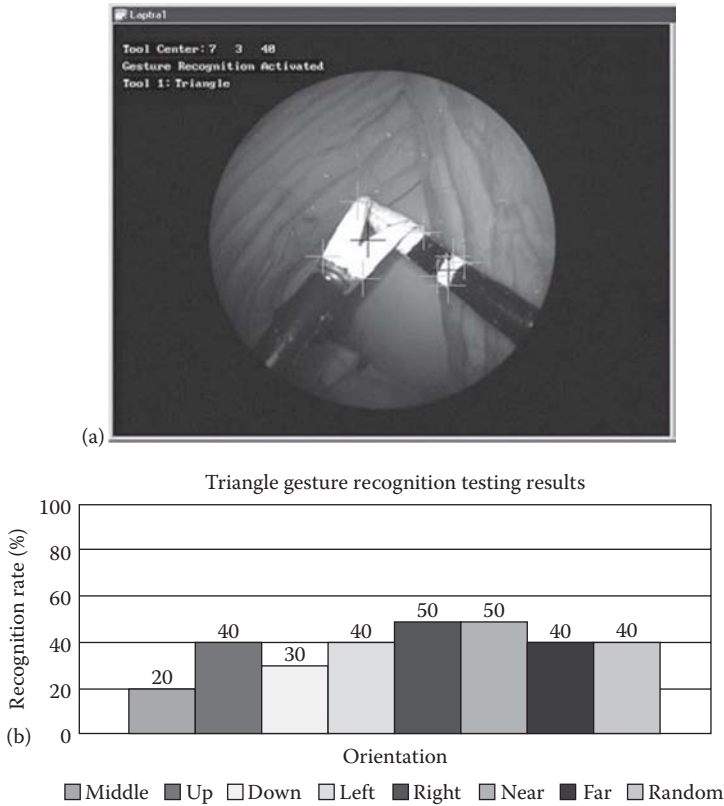 Lapbal
Tool Center: 7 3 40
Gesture Recognition Activated
Tool 1: Triangle
(a)
Triangle gesture recognition testing results
Recognition rate (%)
100
80
60
40
20
0
20
40
30
40
50
50
40
40
(b)
Orientation
Middle Up Down Left Right Near Far Random